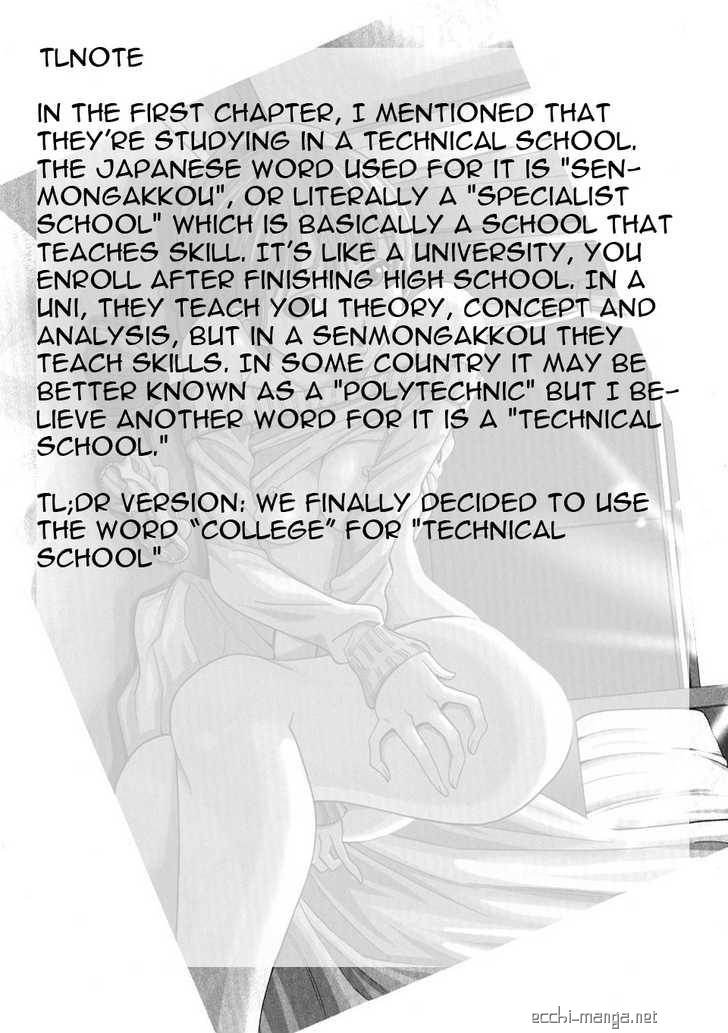 TLNOTE
IN THE FIRST CHAPTER, I MENTIONED THAT
THEY'RE STUDYING IN A TECHNICAL SCHOOL.
THE JAPANESE WORD USED FOR IT IS "SEN-
MONGAKKOU", OR LITERALLY A "SPECIALIST
SCHOOL" WHICH IS BASICALLY A SCHOOL THAT
TEACHES SKILL. IT'S LIKE A UNIVERSITY, YOU
ENROLL AFTER FINISHING HIGH SCHOOL. IN A
UNI, THEY TEACH YOU THEORY, CONCEPT AND
ANALYSIS, BUT IN A SENMONGAKKOU THEY
TEACH SKILLS. IN SOME COUNTRY IT MAY BE
BETTER KNOWN AS A "POLYTECHNIC" BUT I BE-
LIEVE ANOTHER WORD FOR IT IS A "TECHNICAL
SCHOOL."
TL;DR VERSION: WE FINALLY DECIDED TO USE
THE WORD “COLLEGE” FOR "TECHNICAL
SCHOOL"
ecchi-manga.net